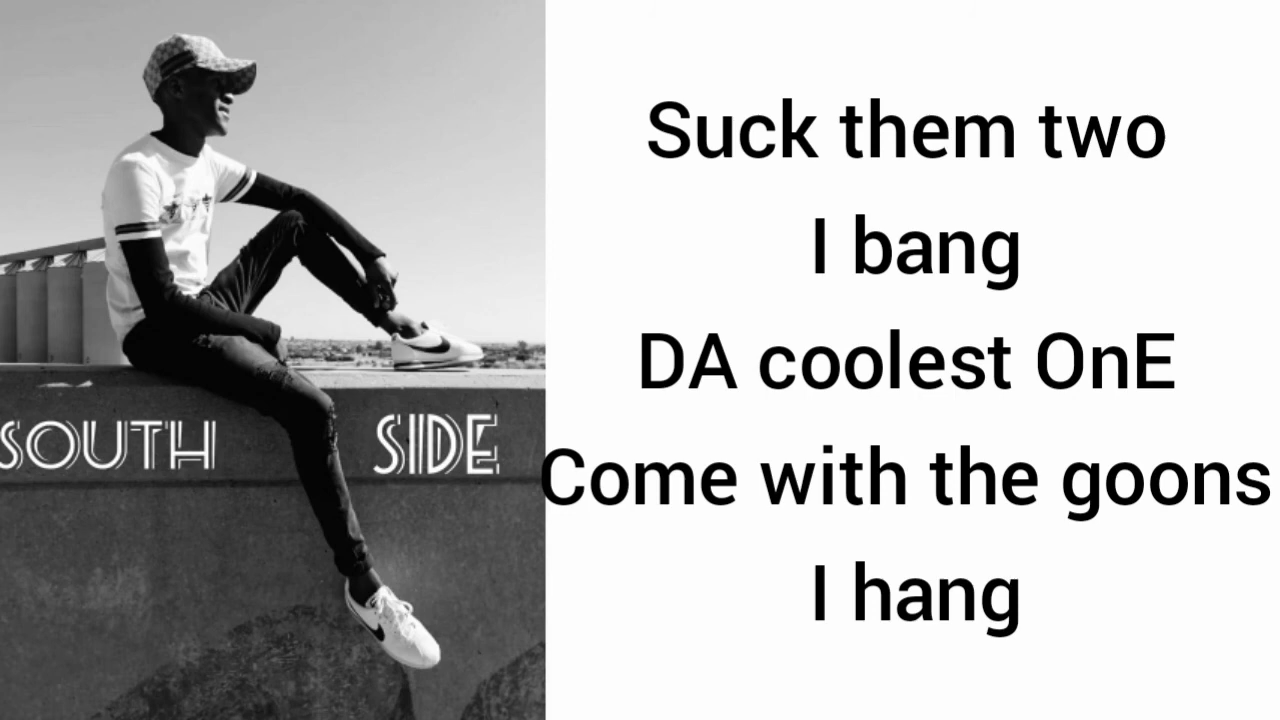 SOUTH SIDE
Suck them two
I bang
DA coolest OnE
Come with the goons
I hang